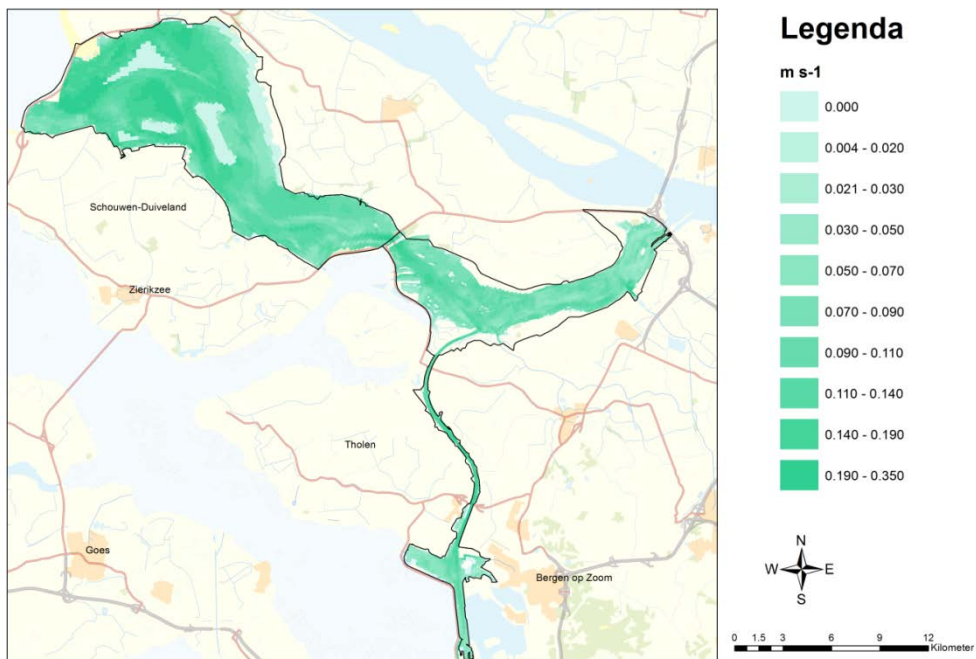 Legenda
m s-1
0.000
0.004 - 0.020
0.021 - 0.030
0.030 - 0.050
0.050 - 0.070
0.070 - 0.090
0.090 - 0.110
0.110 - 0.140
0.140 - 0.190
0.190 - 0.350
Schouwen-Duiveland
Zierikzee
Tholen
Goes
Bergen op Zoom
N
W E
S
0 1.5 3 6 9 12
Kilometer